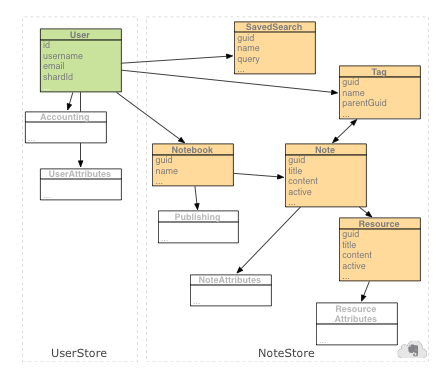 User
id
username
email
shardId
SavedSearch
guid
name
query
...
Tag
guid
name
parentGuid
...
Accounting
...
UserAttributes
...
Notebook
guid
name
...
Note
guid
title
content
active
...
Publishing
...
Resource
guid
title
content
active
...
NoteAttributes
...
Resource
Attributes
...
UserStore
NoteStore